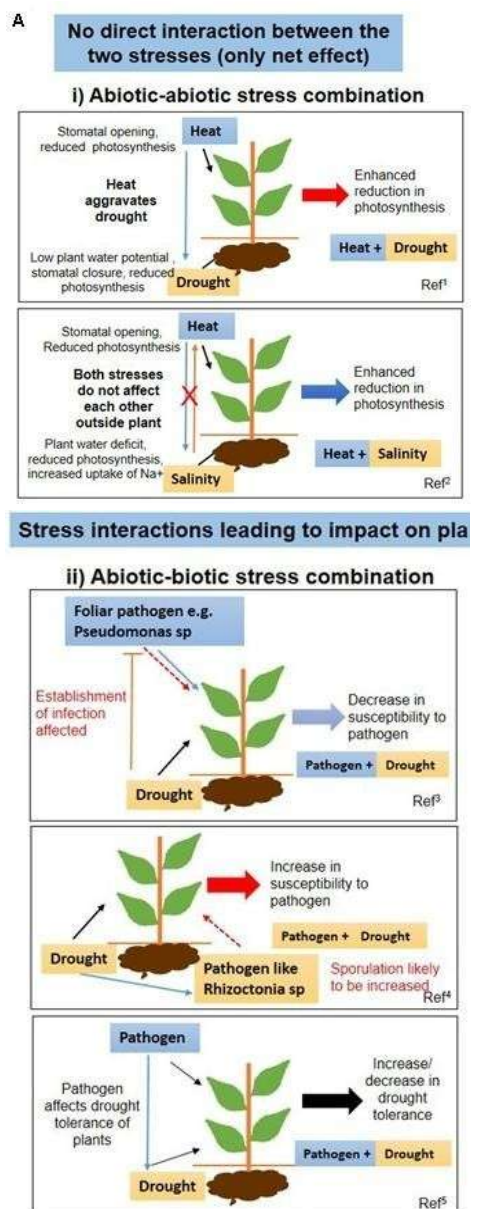 A
No direct interaction between the
two stresses (only net effect)
i) Abiotic-abiotic stress combination
Stomatal opening,
reduced photosynthesis
Heat
Heat
aggravates
drought
Low plant water potential ,
stomatal closure, reduced
photosynthesis
Drought
Enhanced
reduction in
photosynthesis
Heat + Drought
Ref1
Stomatal opening,
Reduced photosynthesis
Heat
Both stresses
do not affect
each other
outside plant
Plant water deficit,
reduced photosynthesis,
increased uptake of Na+
Salinity
Enhanced
reduction in
photosynthesis
Heat + Salinity
Ref2
Stress interactions leading to impact on pla
ii) Abiotic-biotic stress combination
Foliar pathogen e.g.
Pseudomonas sp
Establishment
of infection
affected
Drought
Decrease in
susceptibility to
pathogen
Pathogen + Drought
Ref3
Increase in
susceptibility to
pathogen
Drought
Pathogen like
Rhizoctonia sp
Pathogen + Drought
Sporulation likely
to be increased
Ref4
Pathogen
Pathogen
affects drought
tolerance of
plants
Drought
Increase/
decrease in
drought
tolerance
Pathogen + Drought
Ref5